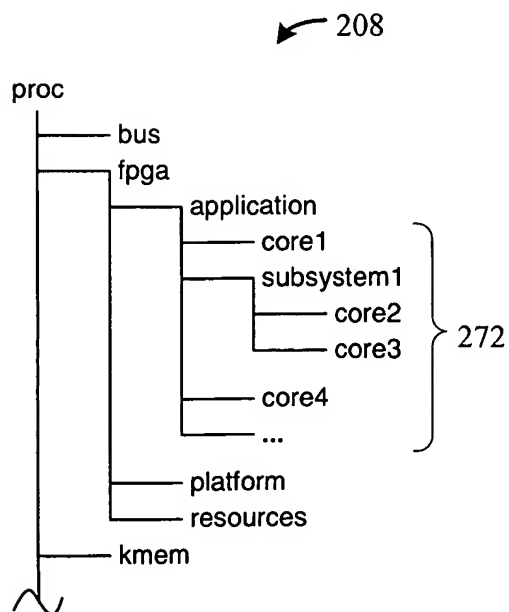 208
proc
bus
fpga
application
core1
subsystem1
core2
core3
272
core4
...
platform
resources
kmem